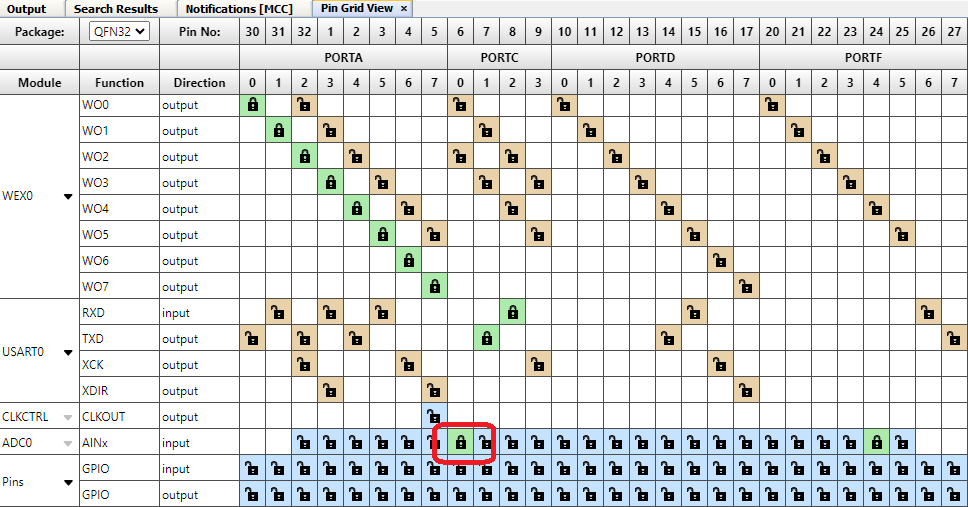 Output Search Results Notifications [MCC] Pin Grid View ×
Package: QFN32 Pin No: 30 31 32 1 2 3 4 5 6 7 8 9 10 11 12 13 14 15 16 17 20 21 22 23 24 25 26 27
PORTA PORTC PORTD PORTF
Module Function Direction 0 1 2 3 4 5 6 7 0 1 2 3 0 1 2 3 4 5 6 7 0 1 2 3 4 5 6 7
WEX0
WO0 output
WO1 output
WO2 output
WO3 output
WO4 output
WO5 output
WO6 output
WO7 output
USART0
RXD input
TXD output
XCK output
XDIR output
CLKCTRL CLKOUT output
ADC0 AINx input
Pins
GPIO input
GPIO output